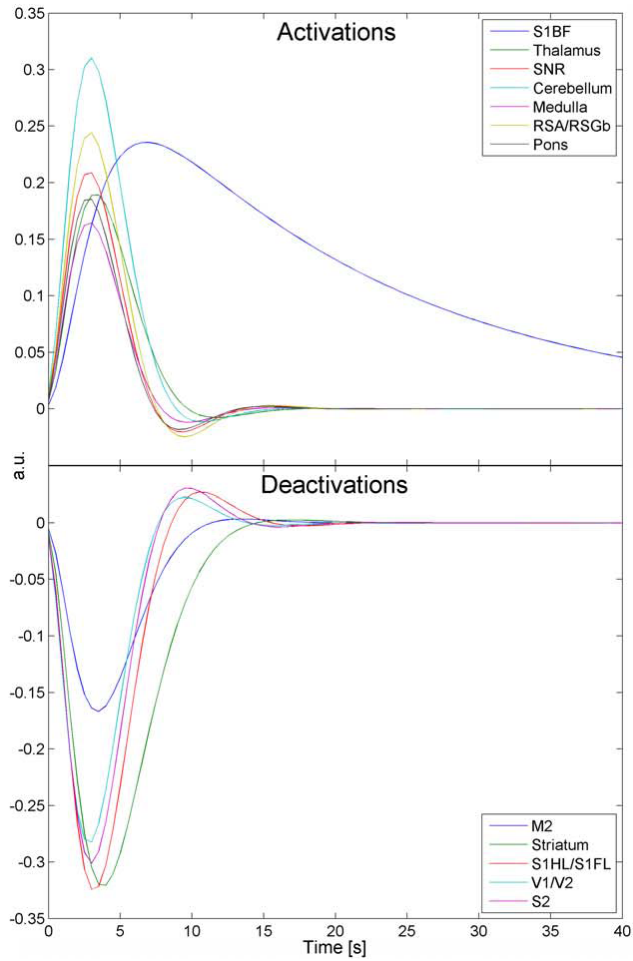 Activations
S1BF
Thalamus
SNR
Cerebellum
Medulla
RSA/RSGb
Pons
0.35
0.3
0.25
0.2
0.15
0.1
0.05
0
a.u.
Deactivations
0
-0.05
-0.1
-0.15
-0.2
-0.25
-0.3
-0.35
M2
Striatum
S1HL/S1FL
V1/V2
S2
0 5 10 15 20 25 30 35 40
Time [s]